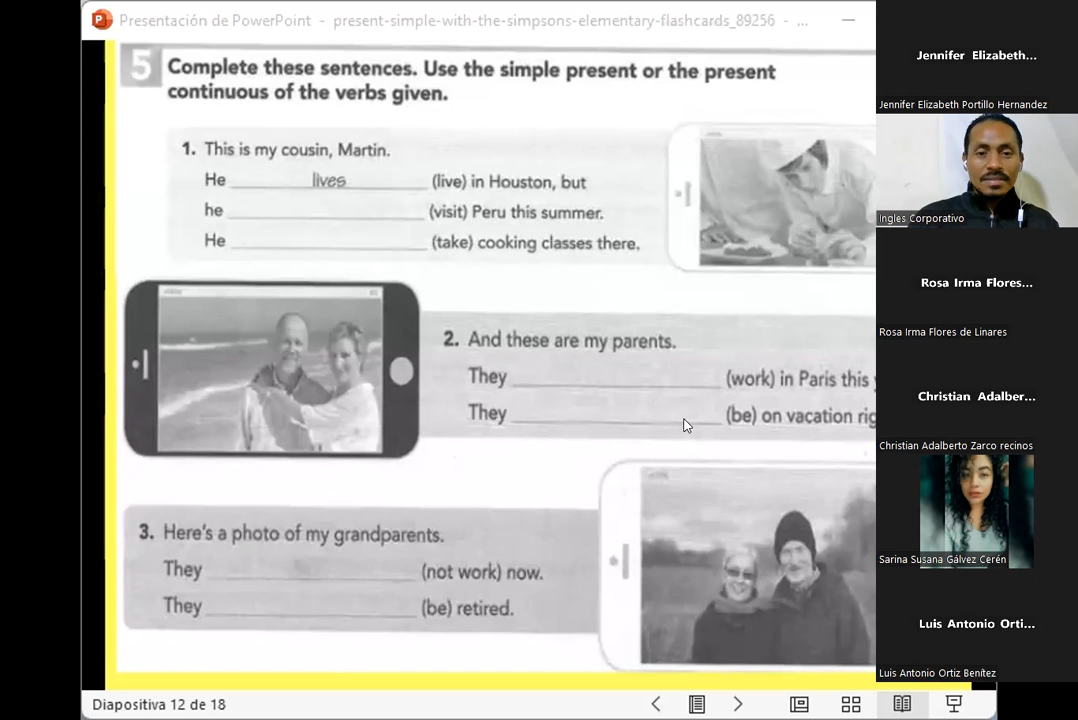 Presentación de PowerPoint - present-simple-with-the-simpsons-elementary-flashcards_89256 - ...
5 Complete these sentences. Use the simple present or the present
continuous of the verbs given.
1. This is my cousin, Martin.
He lives (live) in Houston, but
he (visit) Peru this summer.
He (take) cooking classes there.
2. And these are my parents.
They (work) in Paris this
They (be) on vacation rig
3. Here's a photo of my grandparents.
They (not work) now.
They (be) retired.
Diapositiva 12 de 18
Jennifer Elizabeth...
Jennifer Elizabeth Portillo Hernandez
Ingles Corporativo
Rosa Irma Flores...
Rosa Irma Flores de Linares
Christian Adalber...
Christian Adalberto Zarco recinos
Sarina Susana Gálvez Cerén
Luis Antonio Orti...
Luis Antonio Ortiz Benítez